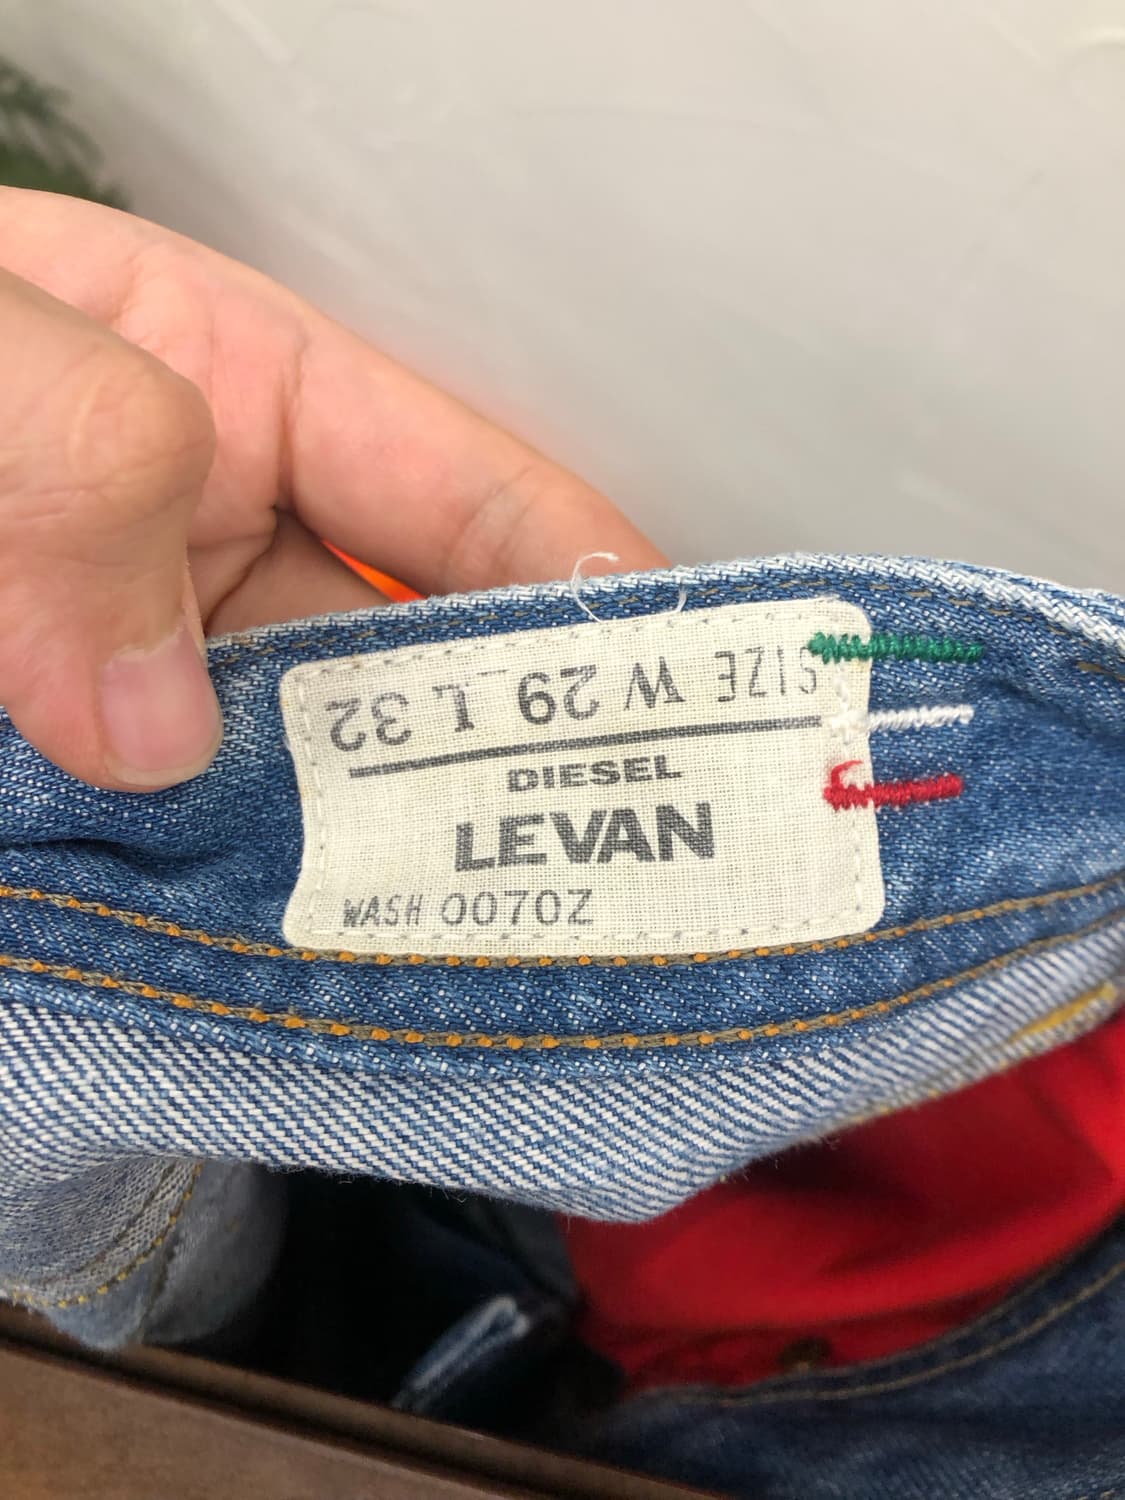 SIZE W 29 L 32
DIESEL
LEVAN
WASH 0070Z